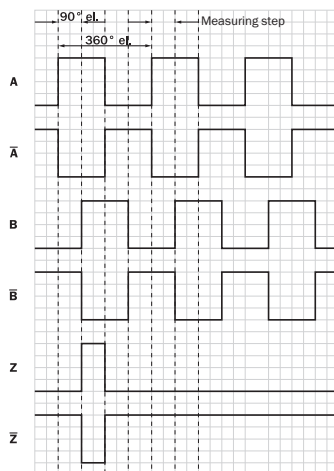 90° el.
Measuring step
360° el.
A
A̅
B
B̅
Z
Z̅